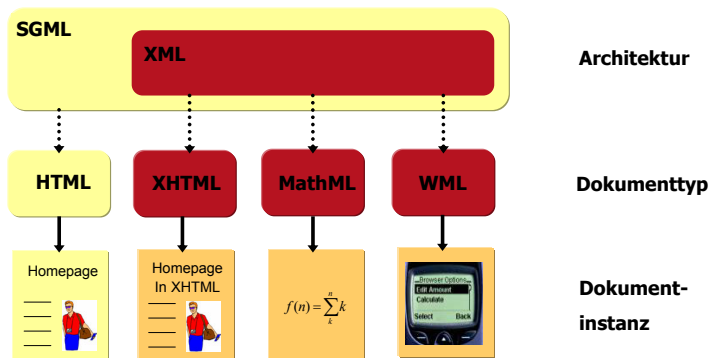 SGML
XML
Architektur
HTML
XHTML
MathML
WML
Dokumenttyp
Homepage
Homepage
In XHTML
f(n) = ∑ⁿₖ k
Browser Options
Edit Amount
Calculate
Select Back
Dokument-
instanz